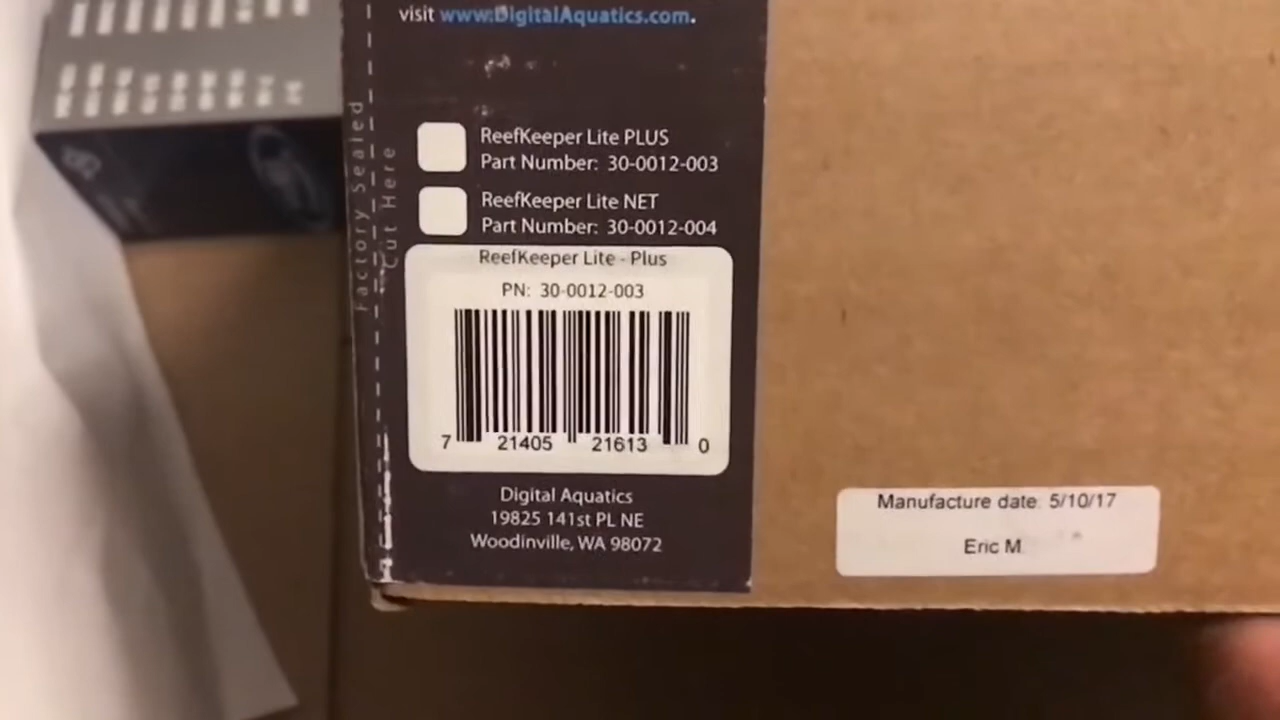 visit www.DigitalAquatics.com.
Factory Sealed
Cut Here
ReefKeeper Lite PLUS
Part Number: 30-0012-003
ReefKeeper Lite NET
Part Number: 30-0012-004
ReefKeeper Lite - Plus
PN: 30-0012-003
7 21405 21613 0
Digital Aquatics
19825 141st PL NE
Woodinville, WA 98072
Manufacture date: 5/10/17
Eric M